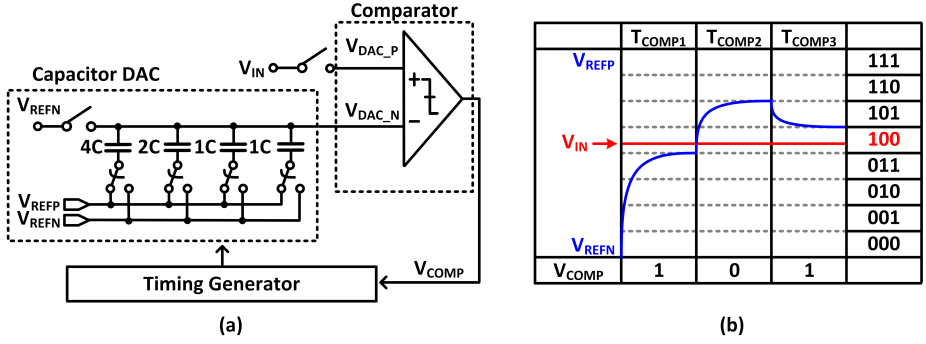 Comparator
V_IN
V_DAC_P
Capacitor DAC
V_REFN
V_DAC_N
4C 2C 1C 1C
+
−
V_REFP
V_REFN
V_COMP
Timing Generator
(a)
T_COMP1 T_COMP2 T_COMP3
V_REFP 111
110
101
V_IN 100
011
010
001
V_REFN 000
V_COMP 1 0 1
(b)